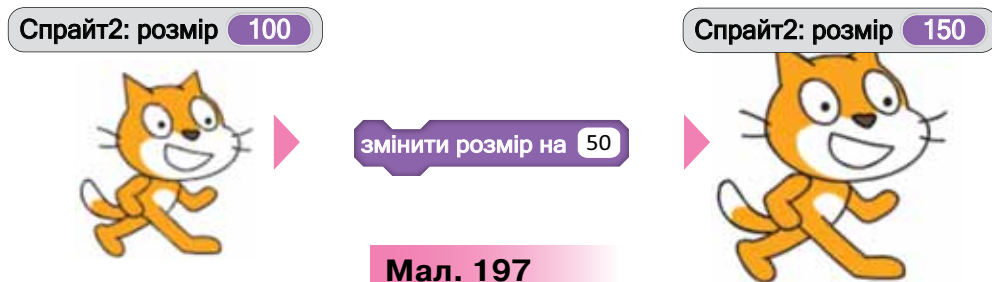 Спрайт2: розмір 100
Спрайт2: розмір 150
змінити розмір на 50
Мал. 197